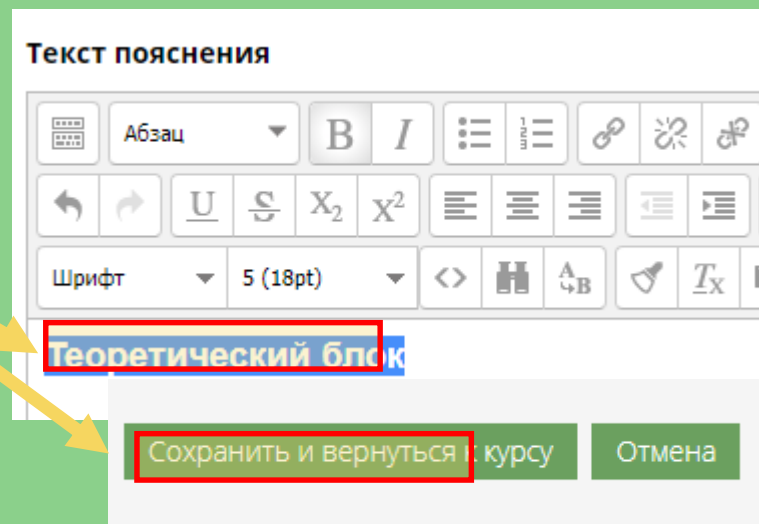 Текст пояснения
Абзац B I
U S X₂ X²
Шрифт 5 (18pt) <> A B Tx
Теоретический блок
Сохранить и вернуться к курсу Отмена